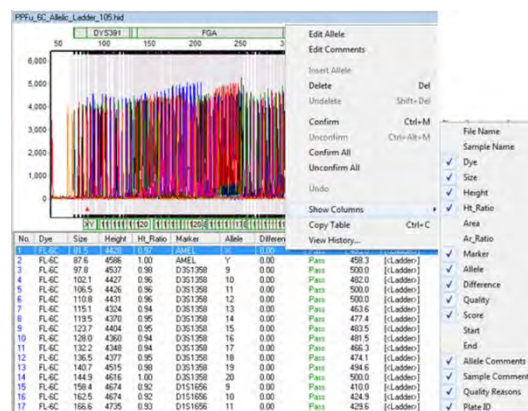 PPFu_6C_Allelic_Ladder_105.hid
DYS391 FGA
50 100 150 200 250
6,000
5,000
4,000
3,000
2,000
1,000
0
Edit Allele
Edit Comments
Insert Allele
Delete Del
Undelete Shift+Del
Confirm Ctrl+M
Unconfirm Ctrl+Alt+M
Confirm All
Unconfirm All
Undo
Show Columns
Copy Table Ctrl+C
View History...
File Name
Sample Name
Dye
Size
Height
Ht_Ratio
Area
Ar_Ratio
Marker
Allele
Difference
Quality
Score
Start
End
Allele Comments
Sample Comment
Quality Reasons
Plate ID
No. Dye Size Height Ht_Ratio Marker Allele Differen
1 FL-6C 81.5 4428 0.97 AMEL X 0.00
2 FL-6C 87.6 4586 1.00 AMEL Y 0.00 Pass 458.3 [<Ladder>]
3 FL-6C 97.8 4537 0.98 D3S1358 9 0.00 Pass 500.0 [<Ladder>]
4 FL-6C 102.1 4427 0.96 D3S1358 10 0.00 Pass 482.0 [<Ladder>]
5 FL-6C 106.5 4426 0.96 D3S1358 11 0.00 Pass 500.0 [<Ladder>]
6 FL-6C 110.8 4431 0.96 D3S1358 12 0.00 Pass 500.0 [<Ladder>]
7 FL-6C 115.1 4324 0.94 D3S1358 13 0.00 Pass 463.6 [<Ladder>]
8 FL-6C 119.5 4370 0.95 D3S1358 14 0.00 Pass 477.4 [<Ladder>]
9 FL-6C 123.7 4404 0.95 D3S1358 15 0.00 Pass 483.5 [<Ladder>]
10 FL-6C 128.0 4360 0.94 D3S1358 16 0.00 Pass 481.5 [<Ladder>]
11 FL-6C 132.2 4348 0.94 D3S1358 17 0.00 Pass 466.3 [<Ladder>]
12 FL-6C 136.5 4377 0.95 D3S1358 18 0.00 Pass 474.1 [<Ladder>]
13 FL-6C 140.7 4515 0.98 D3S1358 19 0.00 Pass 494.6 [<Ladder>]
14 FL-6C 144.9 4616 1.00 D3S1358 20 0.00 Pass 500.0 [<Ladder>]
15 FL-6C 158.4 4674 0.92 D1S1656 9 0.00 Pass 410.0 [<Ladder>]
16 FL-6C 162.5 4674 0.92 D1S1656 10 0.00 Pass 424.9 [<Ladder>]
17 FL-6C 166.6 4735 0.93 D1S1656 11 0.00 Pass 429.6 [<Ladder>]